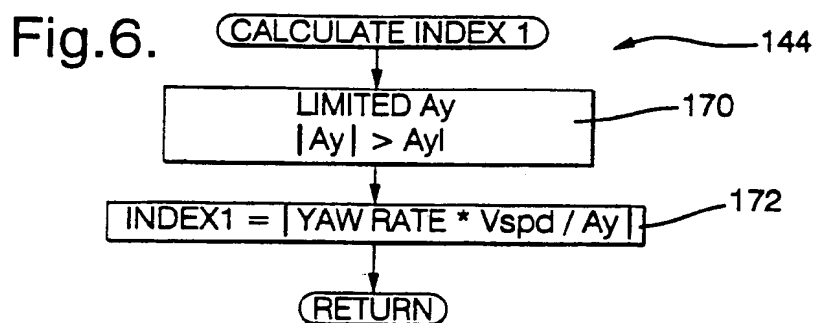 Fig.6.
CALCULATE INDEX 1
144
LIMITED Ay
|Ay| > Ayl
170
INDEX1 = |YAW RATE * Vspd / Ay|
172
RETURN